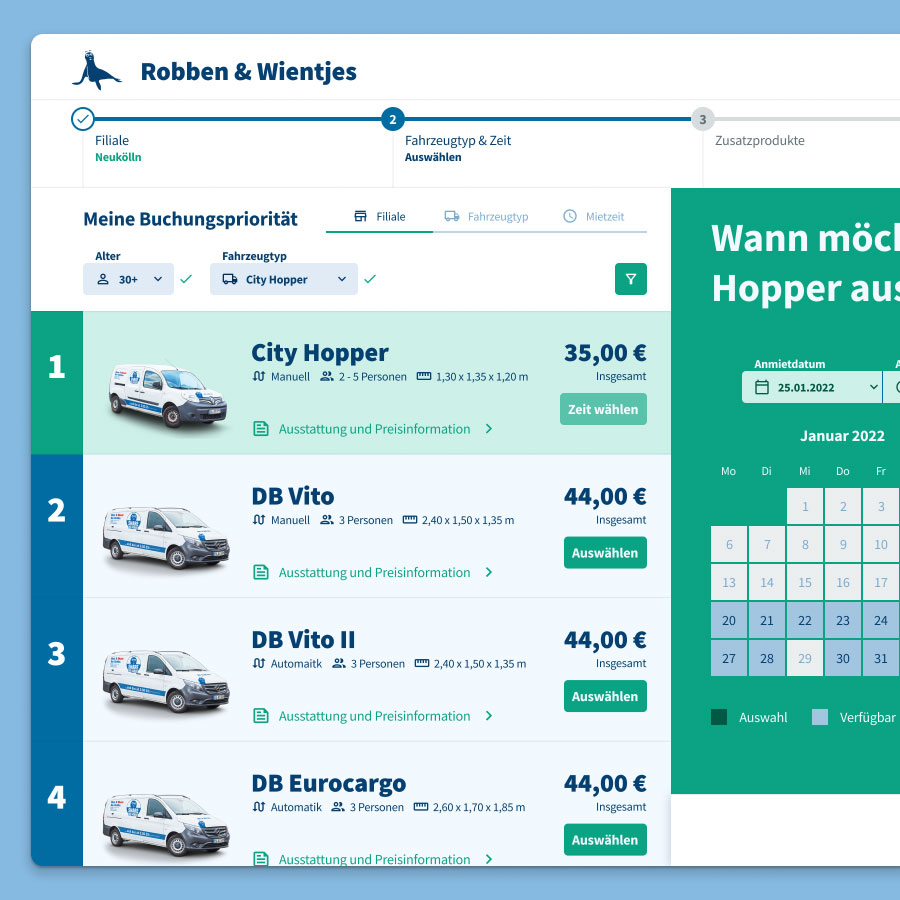 Robben & Wientjes
2
3
Filiale
Neukölln
Fahrzeugtyp & Zeit
Auswählen
Zusatzprodukte
Meine Buchungspriorität
Filiale
Fahrzeugtyp
Mietzeit
Alter
30+
Fahrzeugtyp
City Hopper
1
City Hopper
Manuell 2 - 5 Personen 1,30 x 1,35 x 1,20 m
Ausstattung und Preisinformation
35,00 €
Insgesamt
Zeit wählen
2
DB Vito
Manuell 3 Personen 2,40 x 1,50 x 1,35 m
Ausstattung und Preisinformation
44,00 €
Insgesamt
Auswählen
3
DB Vito II
Automaitk 3 Personen 2,40 x 1,50 x 1,35 m
Ausstattung und Preisinformation
44,00 €
Insgesamt
Auswählen
4
DB Eurocargo
Automatik 3 Personen 2,60 x 1,70 x 1,85 m
Ausstattung und Preisinformation
44,00 €
Insgesamt
Auswählen
Wann möc
Hopper aus
Anmietdatum
25.01.2022
Januar 2022
Mo Di Mi Do Fr
1 2 3
6 7 8 9 10
13 14 15 16 17
20 21 22 23 24
27 28 29 30 31
Auswahl Verfügbar